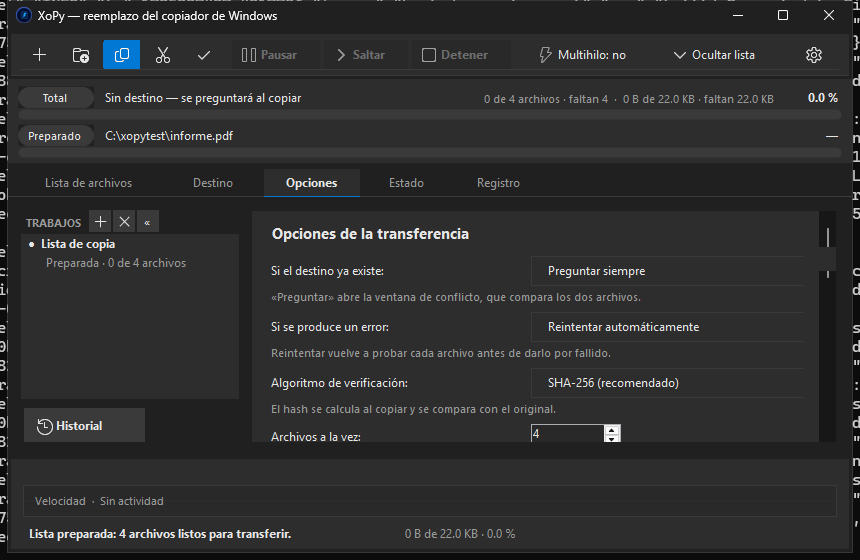 XoPy — reemplazo del copiador de Windows
Pausar Saltar Detener Multihilo: no Ocultar lista
Total Sin destino — se preguntará al copiar 0 de 4 archivos · faltan 4 · 0 B de 22.0 KB · faltan 22.0 KB 0.0 %
Preparado C:\xopytest\informe.pdf —
Lista de archivos Destino Opciones Estado Registro
TRABAJOS + × «
• Lista de copia
Preparada · 0 de 4 archivos
Historial
Opciones de la transferencia
Si el destino ya existe: Preguntar siempre
«Preguntar» abre la ventana de conflicto, que compara los dos archivos.
Si se produce un error: Reintentar automáticamente
Reintentar vuelve a probar cada archivo antes de darlo por fallido.
Algoritmo de verificación: SHA-256 (recomendado)
El hash se calcula al copiar y se compara con el original.
Archivos a la vez: 4
Velocidad · Sin actividad
Lista preparada: 4 archivos listos para transferir. 0 B de 22.0 KB · 0.0 %